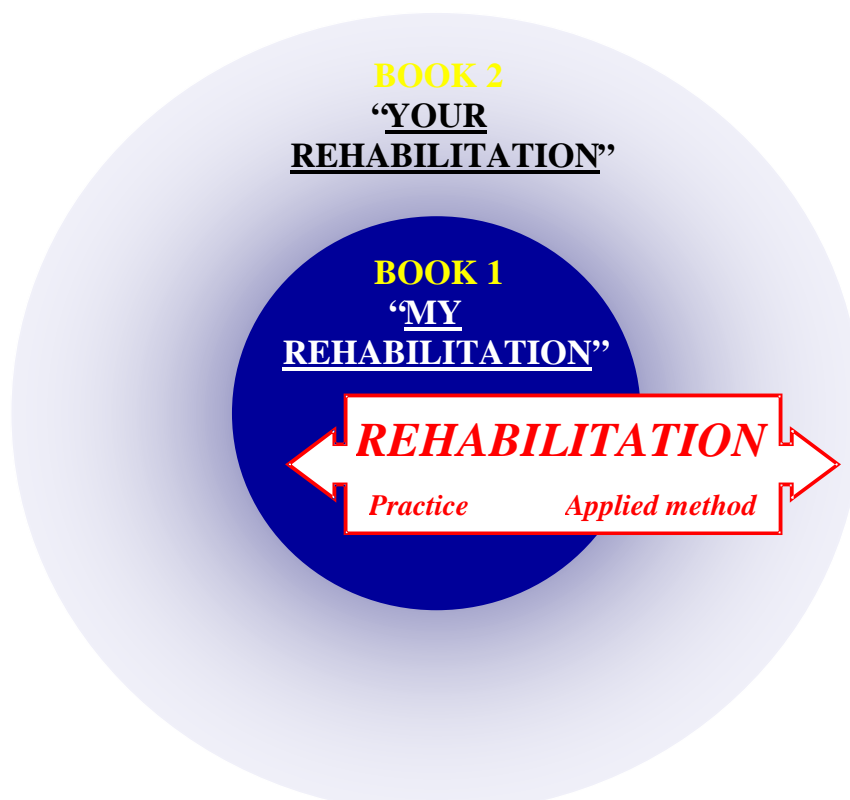 BOOK 2
“YOUR
REHABILITATION”
BOOK 1
“MY
REHABILITATION”
REHABILITATION
Practice Applied method